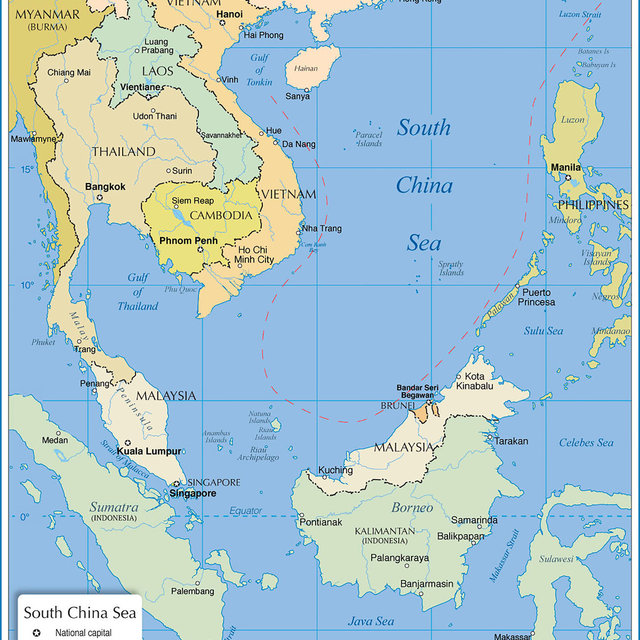 Hong Kong
Luzon Strait
MYANMAR
(BURMA)
VIETNAM
Hanoi
Hai Phong
Luang
Prabang
Gulf
of
Tonkin
Hainan
Batanes Is
Babuyan Is
Chiang Mai
LAOS
Vientiane
Vinh
Sanya
Udon Thani
Mawlamyne
Savannakhet
Hue
Da Nang
Paracel
Islands
South
China
Sea
Luzon
THAILAND
15°
15°
Surin
Manila
Bangkok
Siem Reap
VIETNAM
PHILIPPINES
CAMBODIA
Mindoro
Phnom Penh
Nha Trang
Cam Ranh
Bay
Ho Chi
Minh City
Visayan
Islands
Gulf
of
Thailand
Phu Quoc
Spratly
Islands
10°
10°
Palawan
Puerto
Princesa
Negros
Phuket
Malay
Peninsula
Sulu Sea
Mindanao
Trang
Penang
MALAYSIA
Kota
Kinabalu
Bandar Seri
Begawan
BRUNEI
Natuna
Islands
Anambas
Islands
Riau
Islands
Riau
Archipelago
Medan
Strait of Malacca
Kuala Lumpur
MALAYSIA
Tarakan
Celebes Sea
Kuching
SINGAPORE
Singapore
Sumatra
(INDONESIA)
Borneo
0°
Equator
0°
Pontianak
KALIMANTAN
(INDONESIA)
Samarinda
Balikpapan
Makassar Strait
Palangkaraya
Sulawesi
Palembang
Banjarmasin
South China Sea
National capital
Java Sea
Makassar